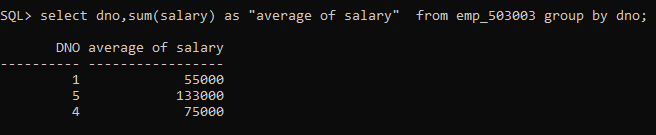 SQL> select dno,sum(salary) as "average of salary"  from emp_503003 group by dno;
       DNO average of salary
---------- -----------------
         1             55000
         5            133000
         4             75000